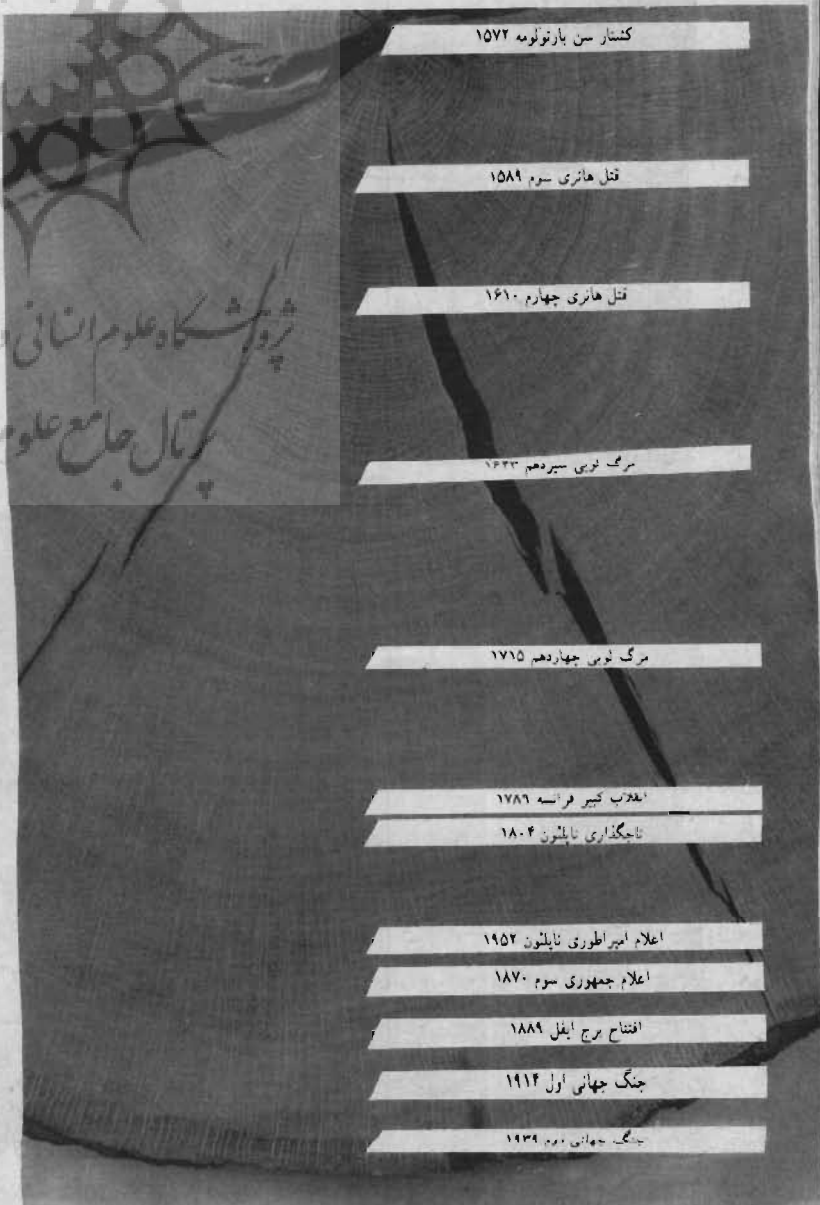 کشتار سن بارتولومه ۱۵۷۲
قتل هانری سوم ۱۵۸۹
قتل هانری چهارم ۱۶۱۰
مرگ لویی سیزدهم ۱۶۴۳
مرگ لویی چهاردهم ۱۷۱۵
انقلاب کبیر فرانسه ۱۷۸۹
تاجگذاری ناپلئون ۱۸۰۴
اعلام امپراطوری ناپلئون ۱۹۵۲
اعلام جمهوری سوم ۱۸۷۰
افتتاح برج ایفل ۱۸۸۹
جنگ جهانی اول ۱۹۱۴
جنگ جهانی دوم ۱۹۳۹
پژوهشگاه علوم انسانی و
پرتال جامع علوم